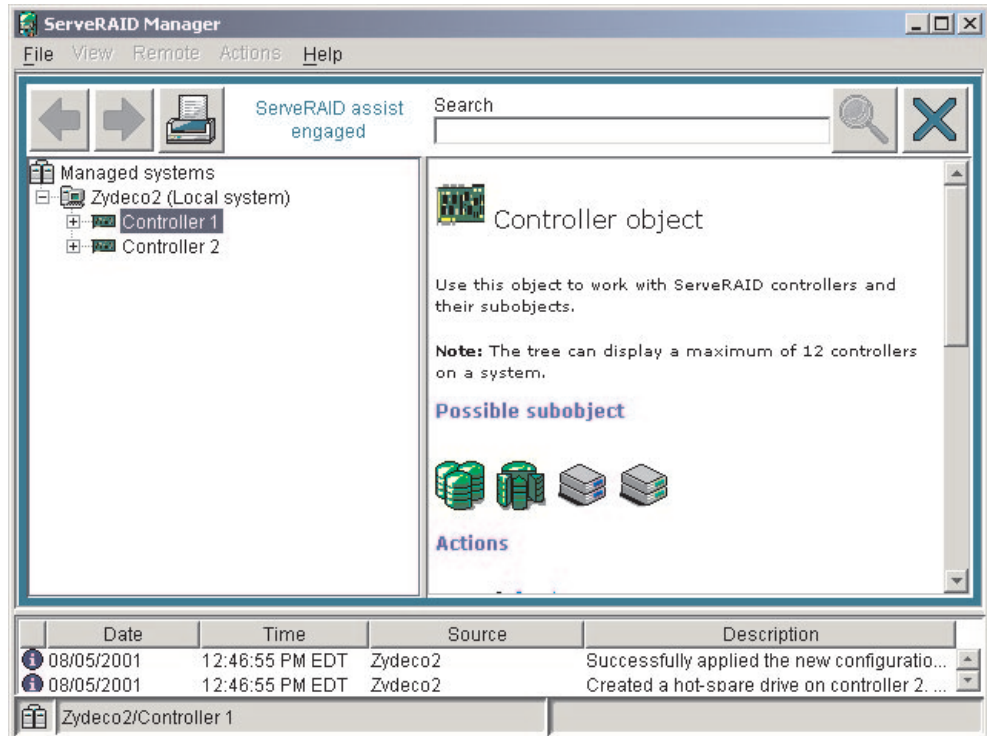 ServeRAID Manager
File View Remote Actions Help
ServeRAID assist
engaged
Search
Managed systems
Zydeco2 (Local system)
Controller 1
Controller 2
Controller object
Use this object to work with ServeRAID controllers and
their subobjects.
Note: The tree can display a maximum of 12 controllers
on a system.
Possible subobject
Actions
Date Time Source Description
08/05/2001 12:46:55 PM EDT Zydeco2 Successfully applied the new configuratio...
08/05/2001 12:46:55 PM EDT Zydeco2 Created a hot-spare drive on controller 2. ...
Zydeco2/Controller 1